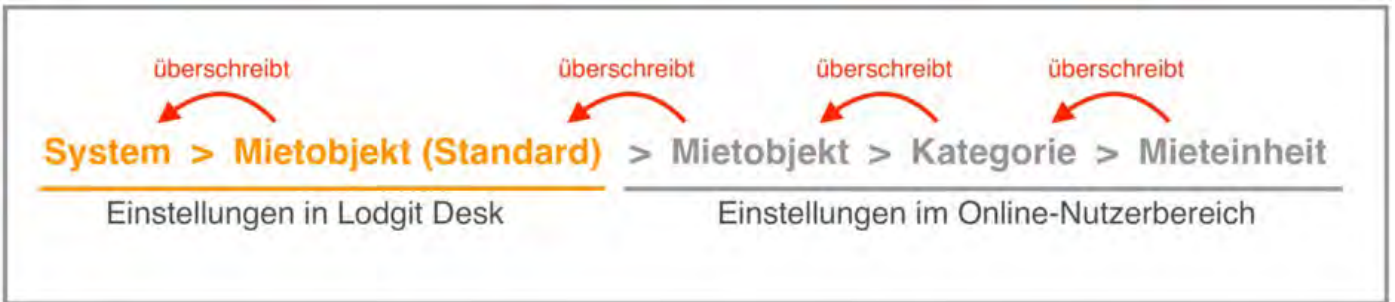 überschreibt überschreibt überschreibt überschreibt
System > Mietobjekt (Standard) > Mietobjekt > Kategorie > Mieteinheit
Einstellungen in Lodgit Desk Einstellungen im Online-Nutzerbereich